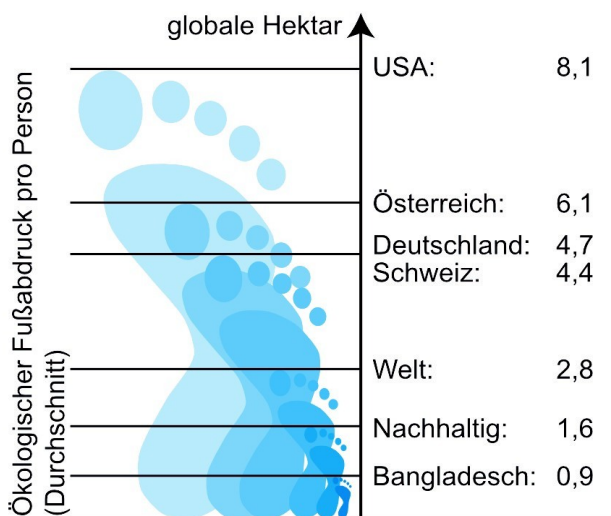 globale Hektar
Ökologischer Fußabdruck pro Person
(Durchschnitt)
USA: 8,1
Österreich: 6,1
Deutschland: 4,7
Schweiz: 4,4
Welt: 2,8
Nachhaltig: 1,6
Bangladesch: 0,9